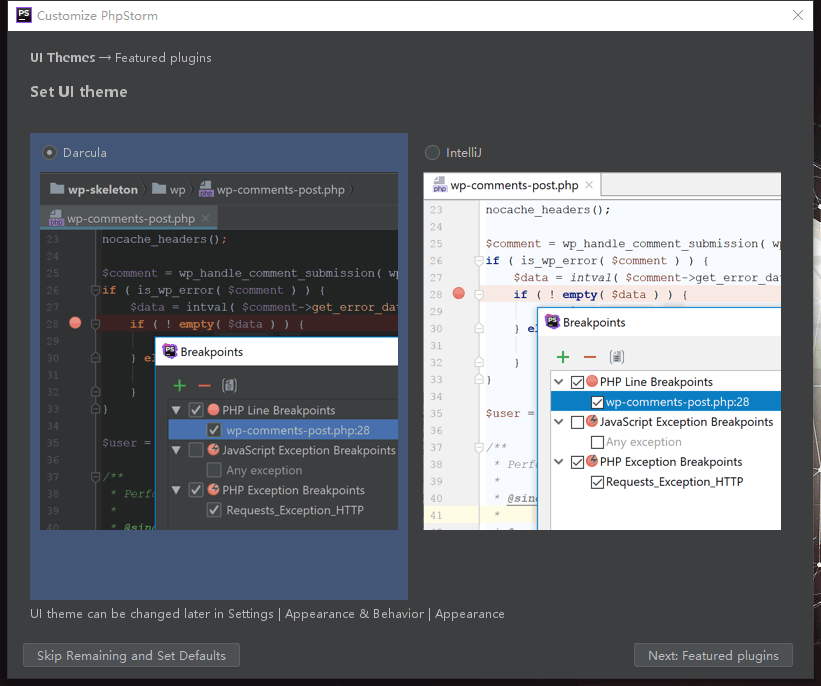 PS Customize PhpStorm
UI Themes → Featured plugins
Set UI theme
Darcula
wp-skeleton wp php wp-comments-post.php
php wp-comments-post.php
23 nocache_headers();
24
25 $comment = wp_handle_comment_submission( wp
26 if ( is_wp_error( $comment ) ) {
27 $data = intval( $comment->get_error_da
28 if ( ! empty( $data ) ) {
29
30 } el
31
32 }
33 }
34
35 $user =
36
37 /**
38 * Perfo
39 *
40 * @sinc
PS Breakpoints
PHP Line Breakpoints
wp-comments-post.php:28
JavaScript Exception Breakpoints
Any exception
PHP Exception Breakpoints
Requests_Exception_HTTP
IntelliJ
php wp-comments-post.php
23 nocache_headers();
24
25 $comment = wp_handle_comment_submission( wp
26 if ( is_wp_error( $comment ) ) {
27 $data = intval( $comment->get_error_dat
28 if ( ! empty( $data ) ) {
29
30 } el
31
32 }
33 }
34
35 $user =
36
37 /**
38 * Perfo
39 *
40 * @sinc
41 *
PS Breakpoints
PHP Line Breakpoints
wp-comments-post.php:28
JavaScript Exception Breakpoints
Any exception
PHP Exception Breakpoints
Requests_Exception_HTTP
UI theme can be changed later in Settings | Appearance & Behavior | Appearance
Skip Remaining and Set Defaults
Next: Featured plugins